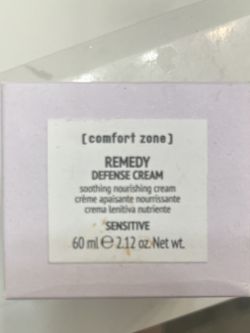 [comfort zone]
REMEDY
DEFENSE CREAM
soothing nourishing cream
crème apaisante nourrissante
crema lenitiva nutriente
SENSITIVE
60 ml ℮ 2.12 oz. Net wt.